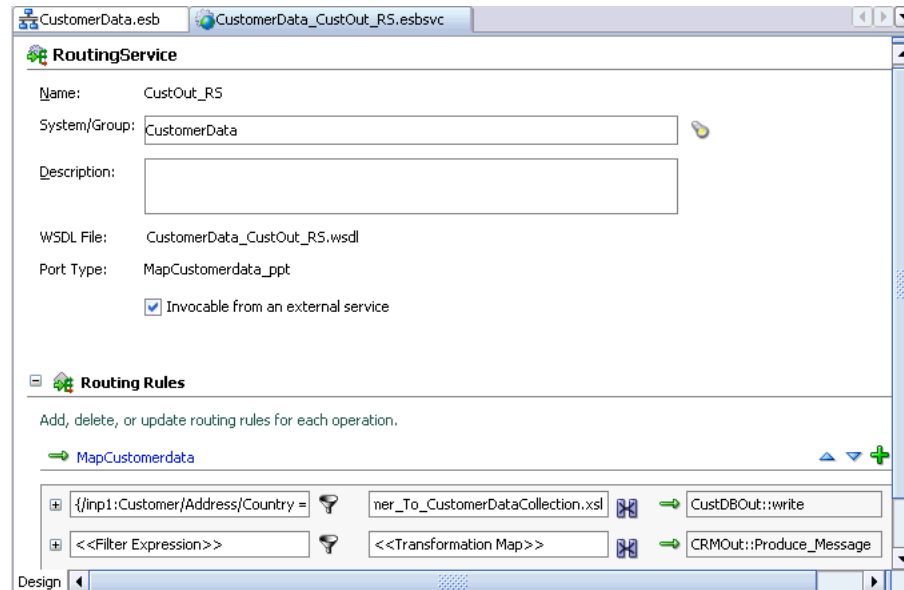 CustomerData.esb CustomerData_CustOut_RS.esbsvc
RoutingService
Name: CustOut_RS
System/Group: CustomerData
Description:
WSDL File: CustomerData_CustOut_RS.wsdl
Port Type: MapCustomerdata_ppt
Invocable from an external service
Routing Rules
Add, delete, or update routing rules for each operation.
MapCustomerdata
{/inp1:Customer/Address/Country = ner_To_CustomerDataCollection.xsl CustDBOut::write
<<Filter Expression>> <<Transformation Map>> CRMOut::Produce_Message
Design